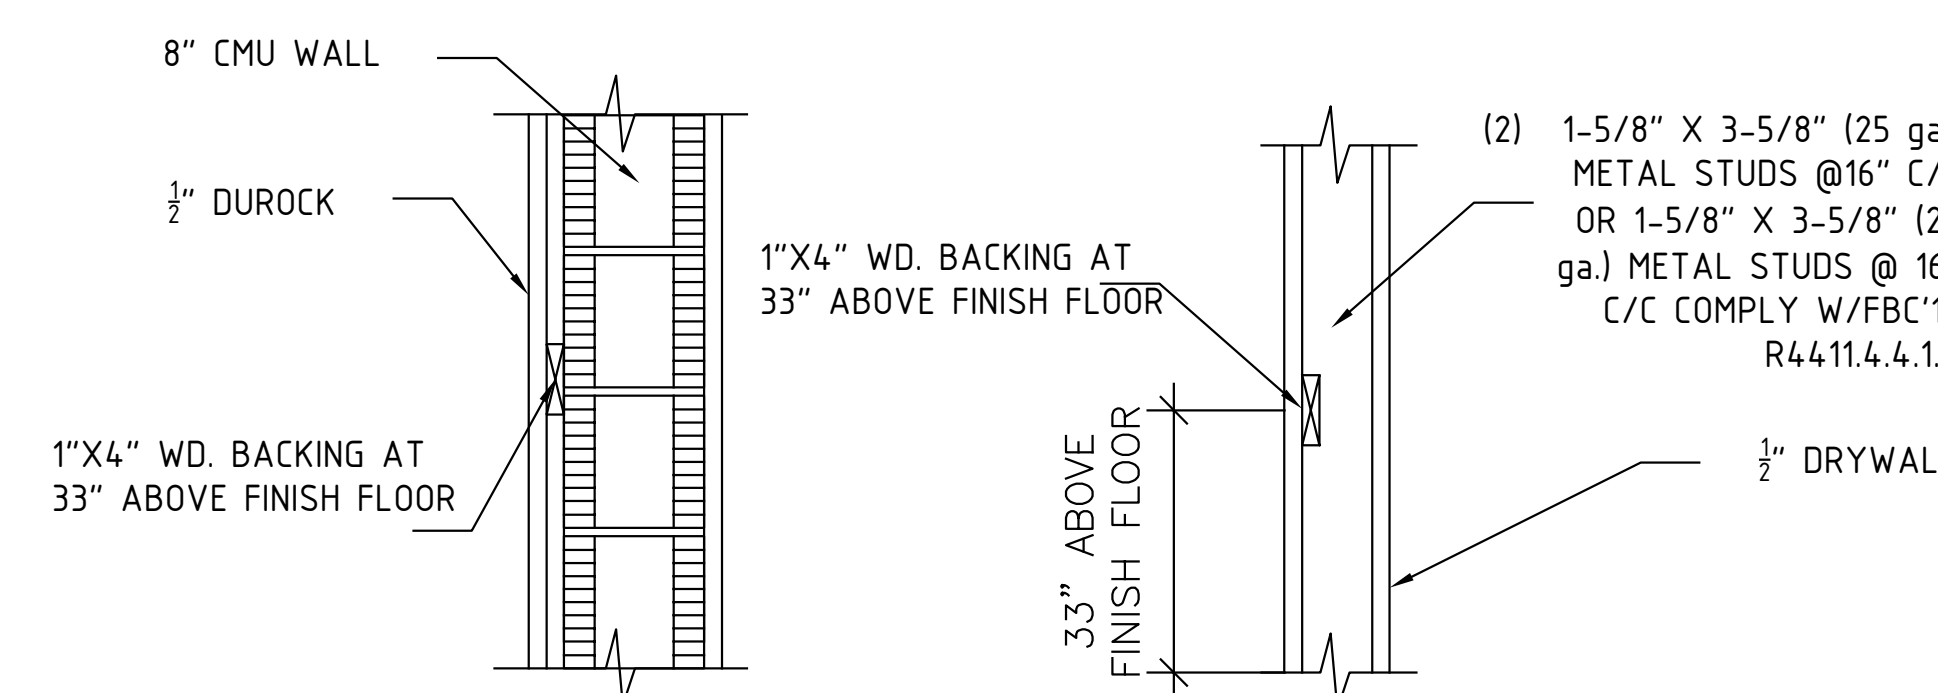 8" CMU WALL
½" DUROCK
1"X4" WD. BACKING AT
33" ABOVE FINISH FLOOR
1"X4" WD. BACKING AT
33" ABOVE FINISH FLOOR
33" ABOVE
FINISH FLOOR
(2) 1-5/8" X 3-5/8" (25
METAL STUDS @16"
OR 1-5/8" X 3-5/8"
ga.) METAL STUDS @
C/C COMPLY
R4411.4.4.1.
½"